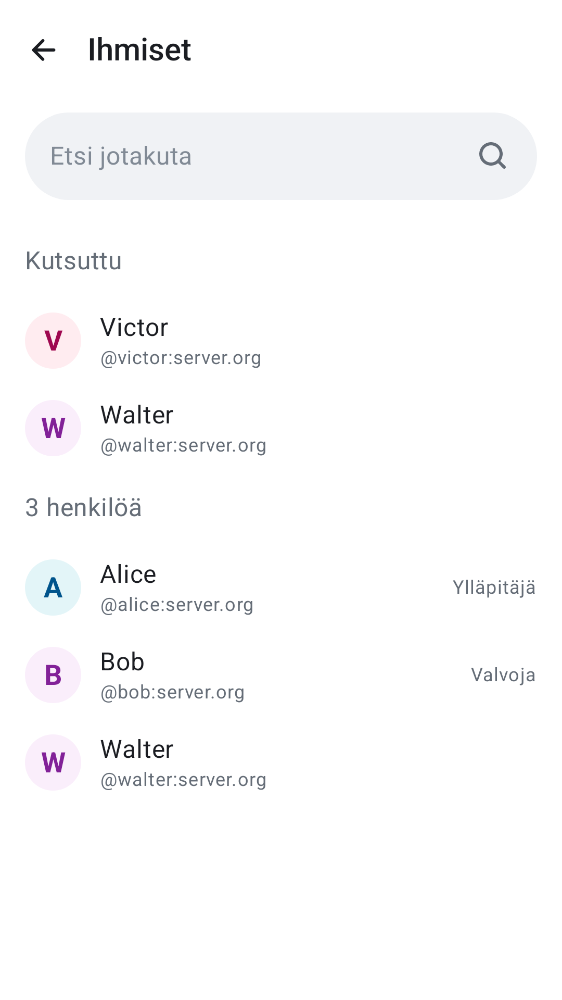 Ihmiset
Etsi jotakuta
Kutsuttu
V
Victor
@victor:server.org
W
Walter
@walter:server.org
3 henkilöä
A
Alice
@alice:server.org
Ylläpitäjä
B
Bob
@bob:server.org
Valvoja
W
Walter
@walter:server.org